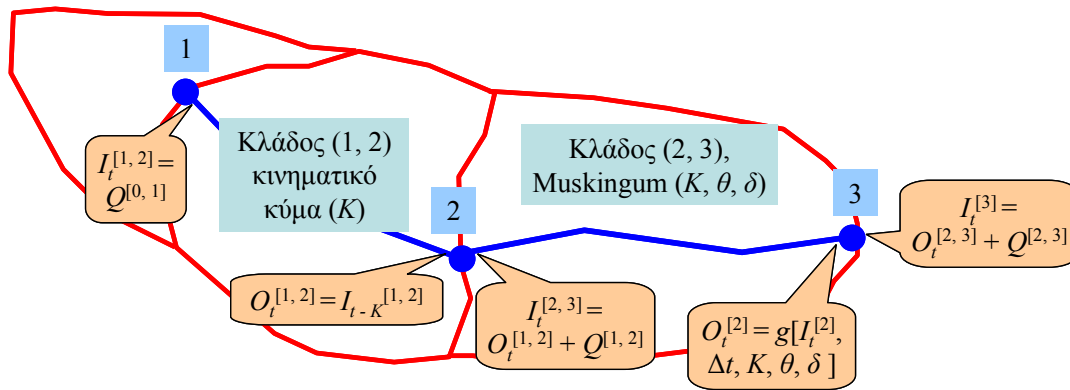 1
I_t^[1, 2] =
Q^[0, 1]
Κλάδος (1, 2)
κινηματικό
κύμα (K)
Κλάδος (2, 3),
Muskingum (K, θ, δ)
2
3
I_t^[3] =
O_t^[2, 3] + Q^[2, 3]
O_t^[1, 2] = I_{t - K}^[1, 2]
I_t^[2, 3] =
O_t^[1, 2] + Q^[1, 2]
O_t^[2] = g[I_t^[2],
Δt, K, θ, δ ]